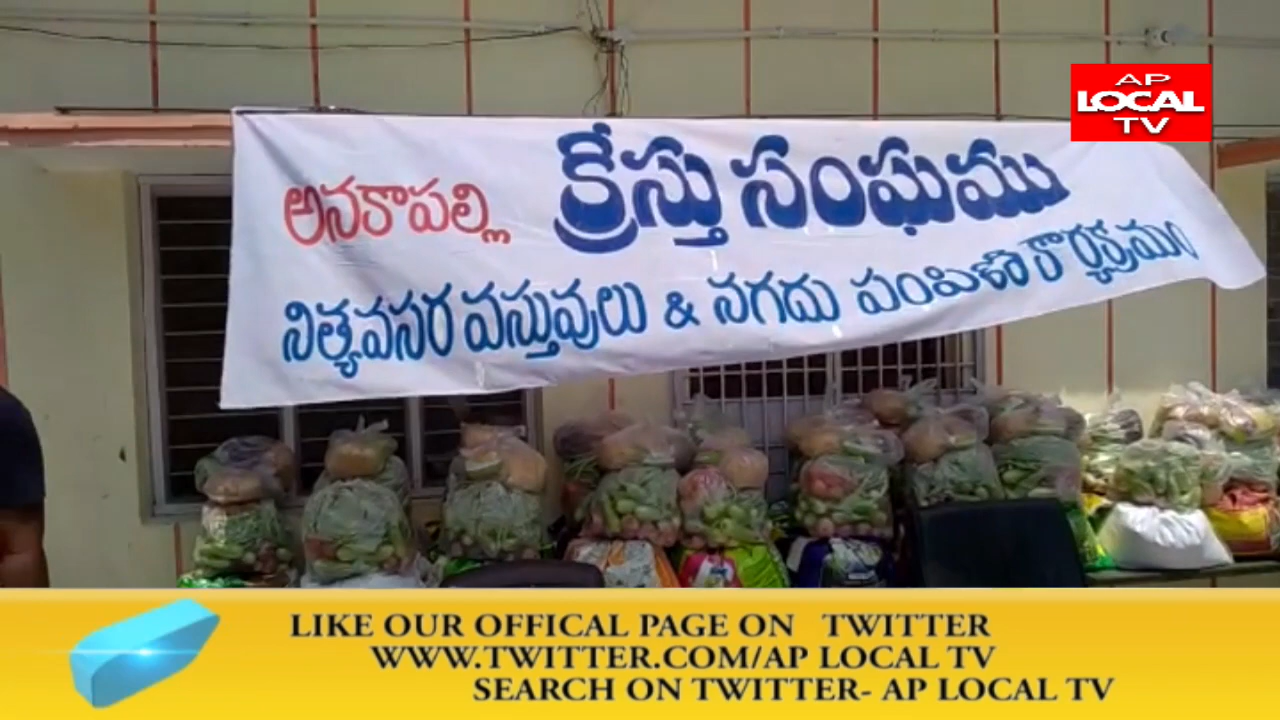 AP
LOCAL
TV
అనకాపల్లి క్రీస్తు సంఘము
నిత్యవసర వస్తువులు & నగదు పంపిణీ కార్యక్రమం
LIKE OUR OFFICAL PAGE ON TWITTER
WWW.TWITTER.COM/AP LOCAL TV
SEARCH ON TWITTER- AP LOCAL TV